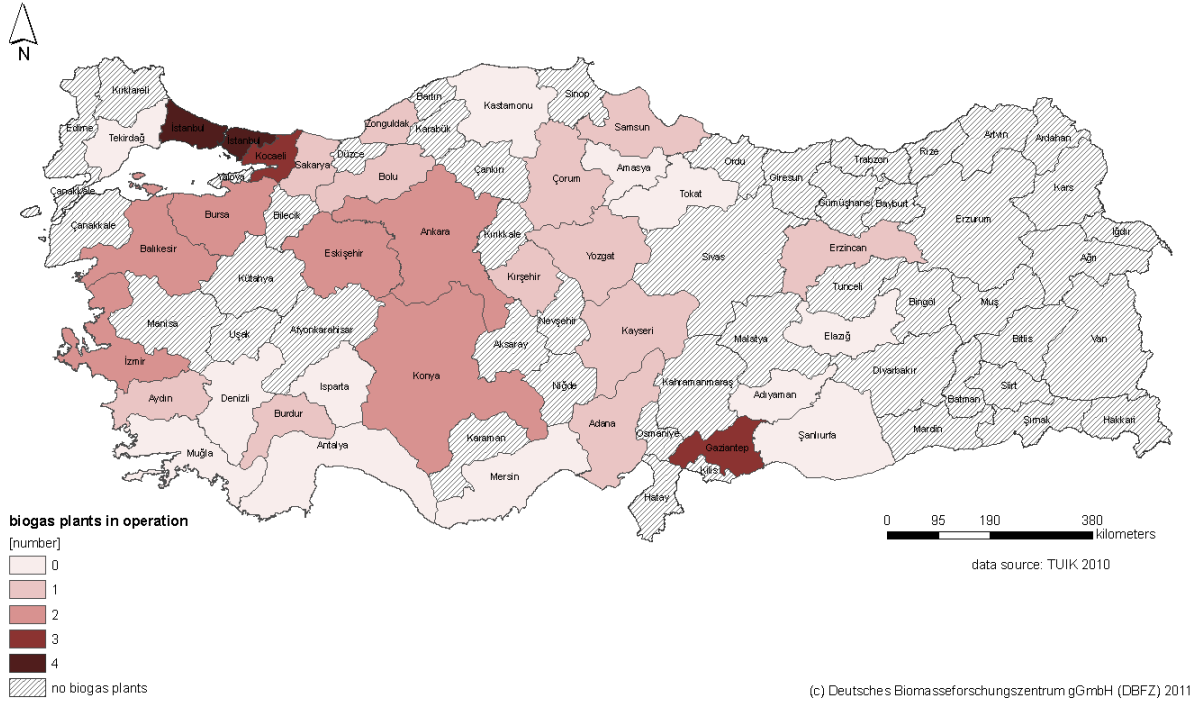 N
Kırklareli
Edirne
Tekirdağ
İstanbul
İstanbul
Kocaeli
Yalova
Sakarya
Düzce
Zonguldak
Bartın
Karabük
Kastamonu
Sinop
Samsun
Çankırı
Çorum
Amasya
Tokat
Ordu
Giresun
Trabzon
Rize
Artvin
Ardahan
Kars
Gümüşhane
Bayburt
Erzurum
Iğdır
Ağrı
Çanakkale
Çanakkale
Balıkesir
Bursa
Bilecik
Bolu
Eskişehir
Ankara
Kırıkkale
Kırşehir
Yozgat
Sivas
Erzincan
Tunceli
Bingöl
Muş
Bitlis
Van
Kütahya
Manisa
Uşak
Afyonkarahisar
İzmir
Aydın
Denizli
Isparta
Burdur
Muğla
Antalya
Konya
Aksaray
Nevşehir
Niğde
Kayseri
Karaman
Mersin
Adana
Kahramanmaraş
Osmaniye
Hatay
Kilis
Gaziantep
Malatya
Elazığ
Adıyaman
Şanlıurfa
Diyarbakır
Batman
Mardin
Siirt
Şırnak
Hakkari
biogas plants in operation
[number]
0
1
2
3
4
no biogas plants
0 95 190 380
kilometers
data source: TUIK 2010
(c) Deutsches Biomasseforschungszentrum gGmbH (DBFZ) 2011